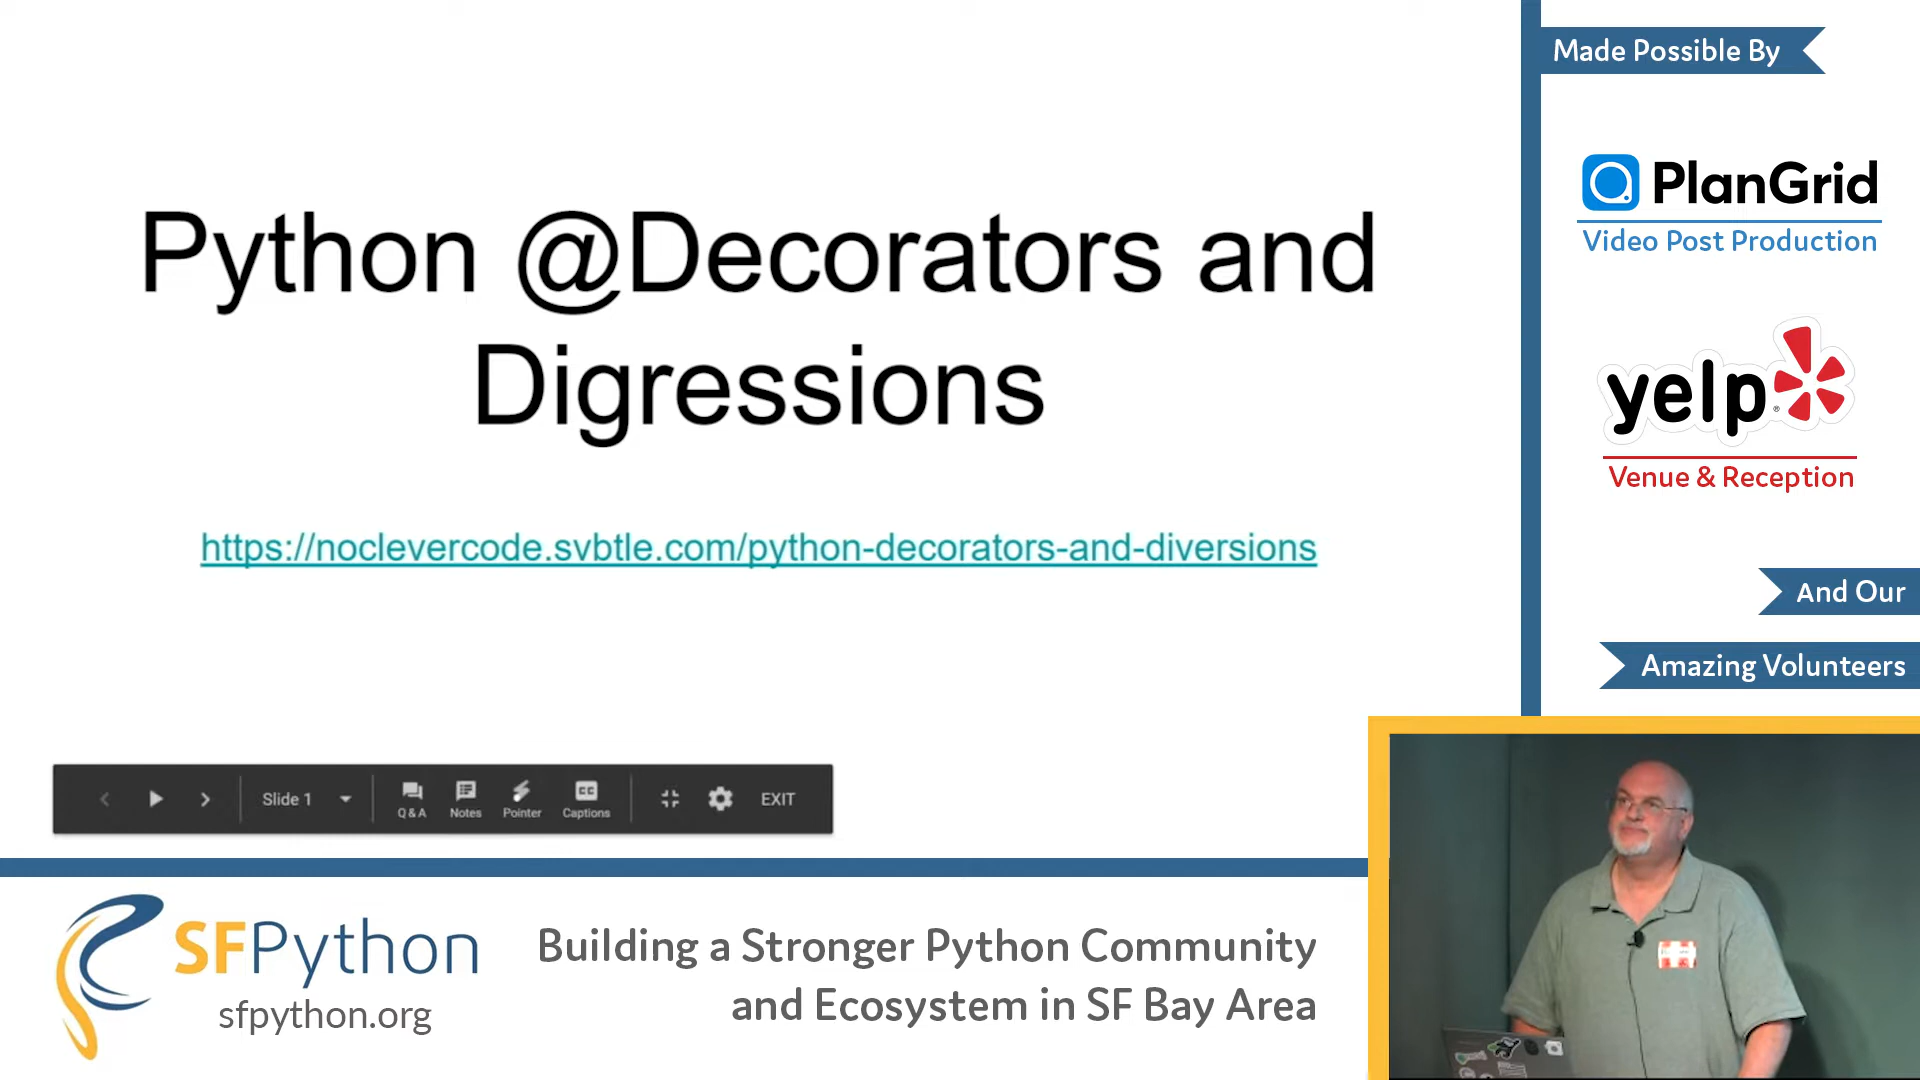 Python @Decorators and
Digressions
https://noclevercode.svbtle.com/python-decorators-and-diversions
Slide 1
Q & A
Notes
Pointer
CC
Captions
EXIT
Made Possible By
PlanGrid
Video Post Production
yelp
Venue & Reception
And Our
Amazing Volunteers
SFPython
sfpython.org
Building a Stronger Python Community
and Ecosystem in SF Bay Area